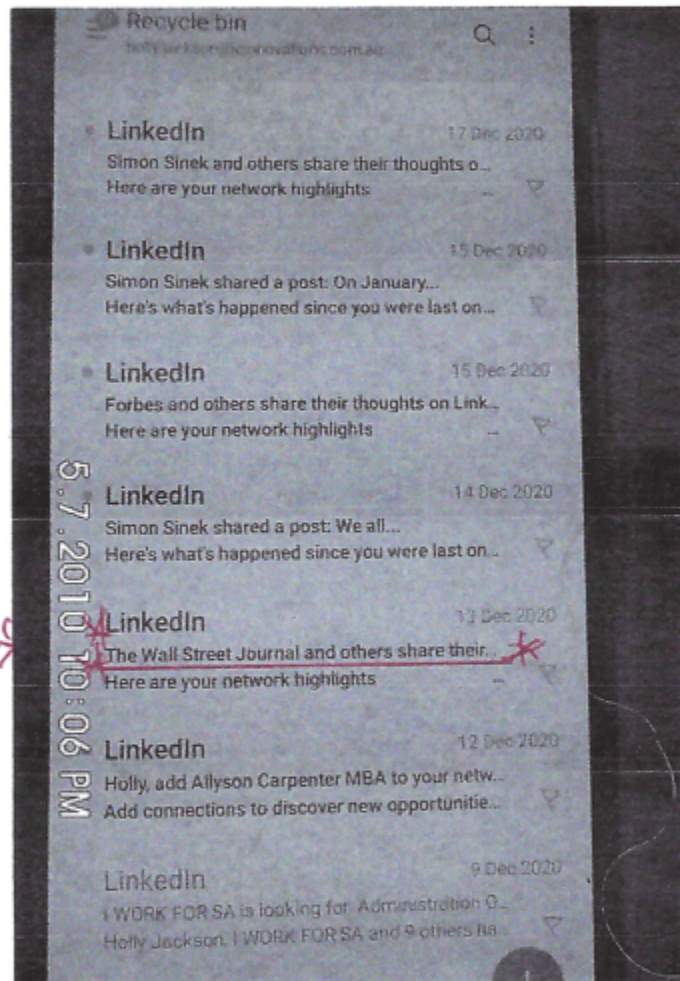 Recycle bin
LinkedIn
17 Dec 2020
Simon Sinek and others share their thoughts o...
Here are your network highlights
...
LinkedIn
15 Dec 2020
Simon Sinek shared a post: On January...
Here's what's happened since you were last on...
LinkedIn
15 Dec 2020
Forbes and others share their thoughts on Link...
Here are your network highlights
...
LinkedIn
14 Dec 2020
Simon Sinek shared a post: We all...
Here's what's happened since you were last on...
LinkedIn
13 Dec 2020
The Wall Street Journal and others share their...
Here are your network highlights
...
LinkedIn
12 Dec 2020
Holly, add Allyson Carpenter MBA to your netw...
Add connections to discover new opportunitie...
LinkedIn
9 Dec 2020
I WORK FOR SA is looking for: Administration O...
Holly Jackson, I WORK FOR SA and 9 others ha...
5.7.2010 10:06 PM